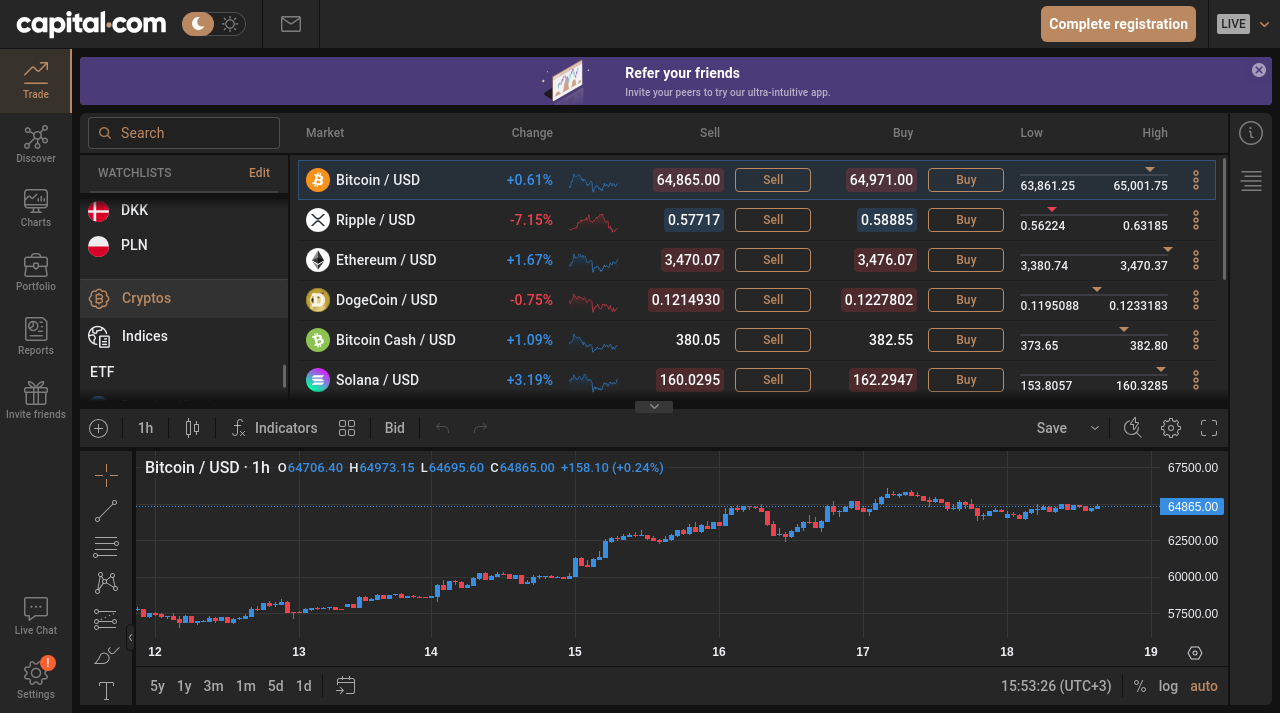 capital.com
Complete registration
LIVE
Trade
Discover
Charts
Portfolio
Reports
Invite friends
Live Chat
!
Settings
Refer your friends
Invite your peers to try our ultra-intuitive app.
Search
Market Change Sell Buy Low High
WATCHLISTS Edit
DKK
PLN
Cryptos
Indices
ETF
Bitcoin / USD +0.61% 64,865.00 Sell 64,971.00 Buy 63,861.25 65,001.75
Ripple / USD -7.15% 0.57717 Sell 0.58885 Buy 0.56224 0.63185
Ethereum / USD +1.67% 3,470.07 Sell 3,476.07 Buy 3,380.74 3,470.37
DogeCoin / USD -0.75% 0.1214930 Sell 0.1227802 Buy 0.1195088 0.1233183
Bitcoin Cash / USD +1.09% 380.05 Sell 382.55 Buy 373.65 382.80
Solana / USD +3.19% 160.0295 Sell 162.2947 Buy 153.8057 160.3285
1h Indicators Bid Save
Bitcoin / USD · 1h O64706.40 H64973.15 L64695.60 C64865.00 +158.10 (+0.24%)
67500.00
64865.00
62500.00
60000.00
57500.00
12 13 14 15 16 17 18 19
5y 1y 3m 1m 5d 1d 15:53:26 (UTC+3) % log auto